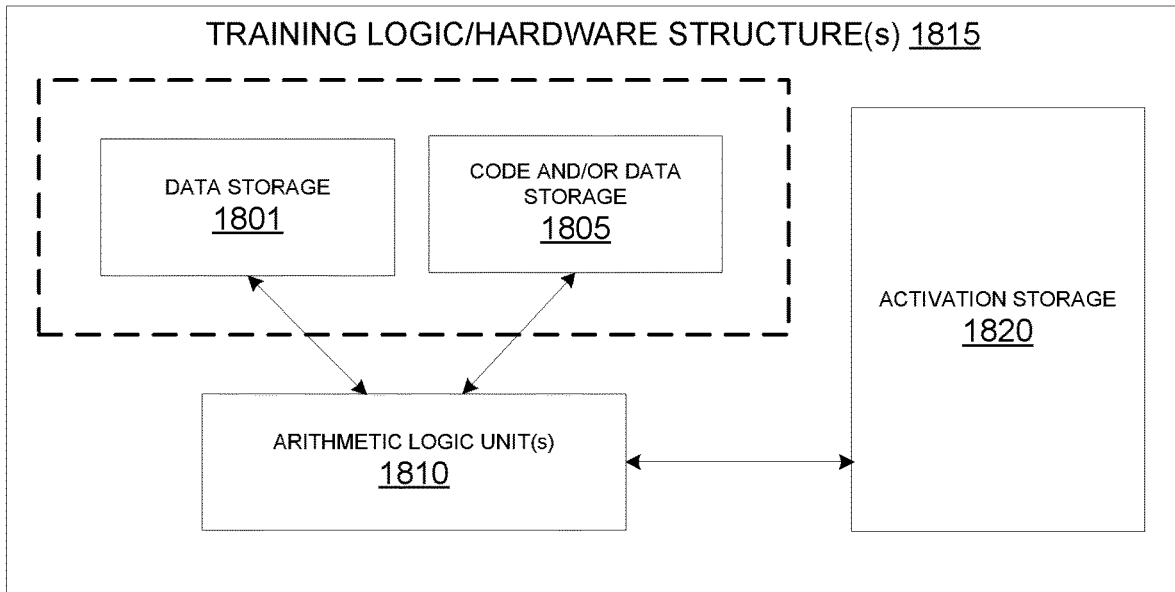 TRAINING LOGIC/HARDWARE STRUCTURE(s) 1815
DATA STORAGE
1801
CODE AND/OR DATA
STORAGE
1805
ACTIVATION STORAGE
1820
ARITHMETIC LOGIC UNIT(s)
1810